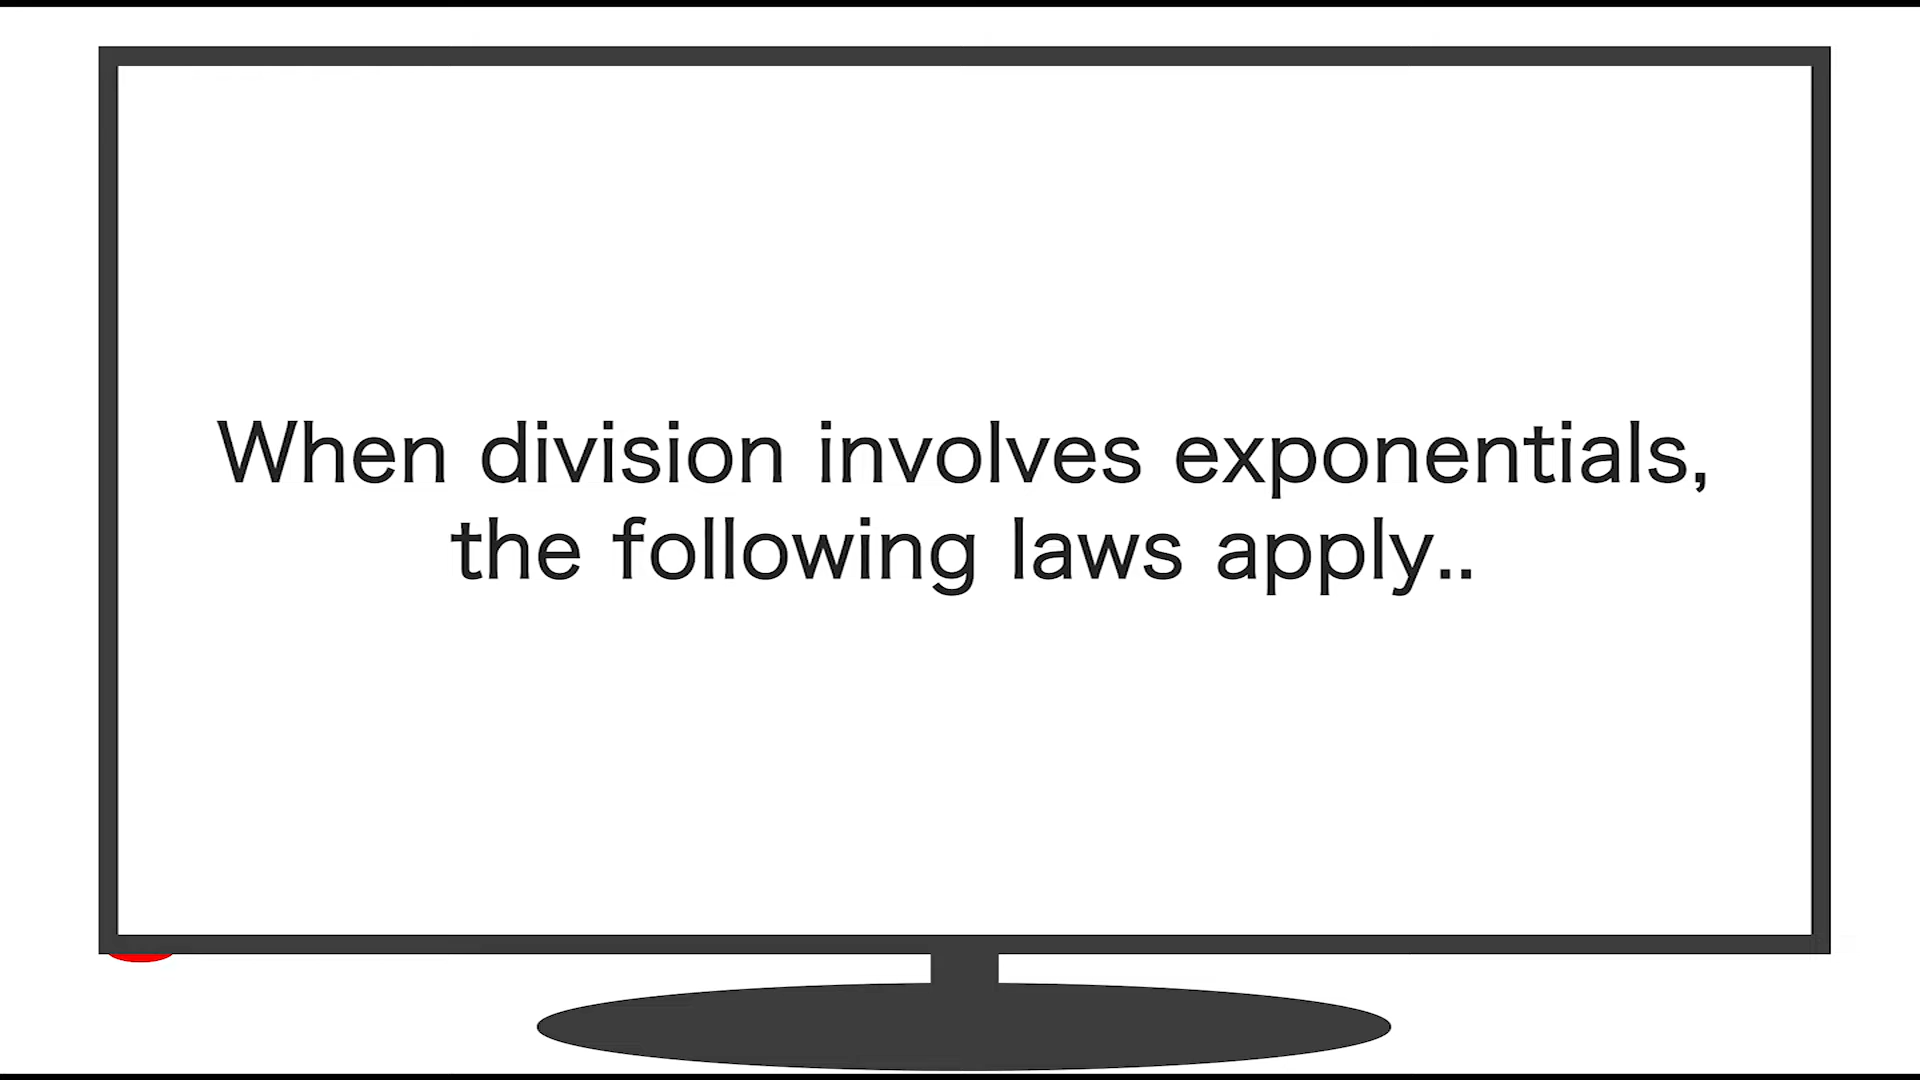 When division involves exponentials,
the following laws apply..